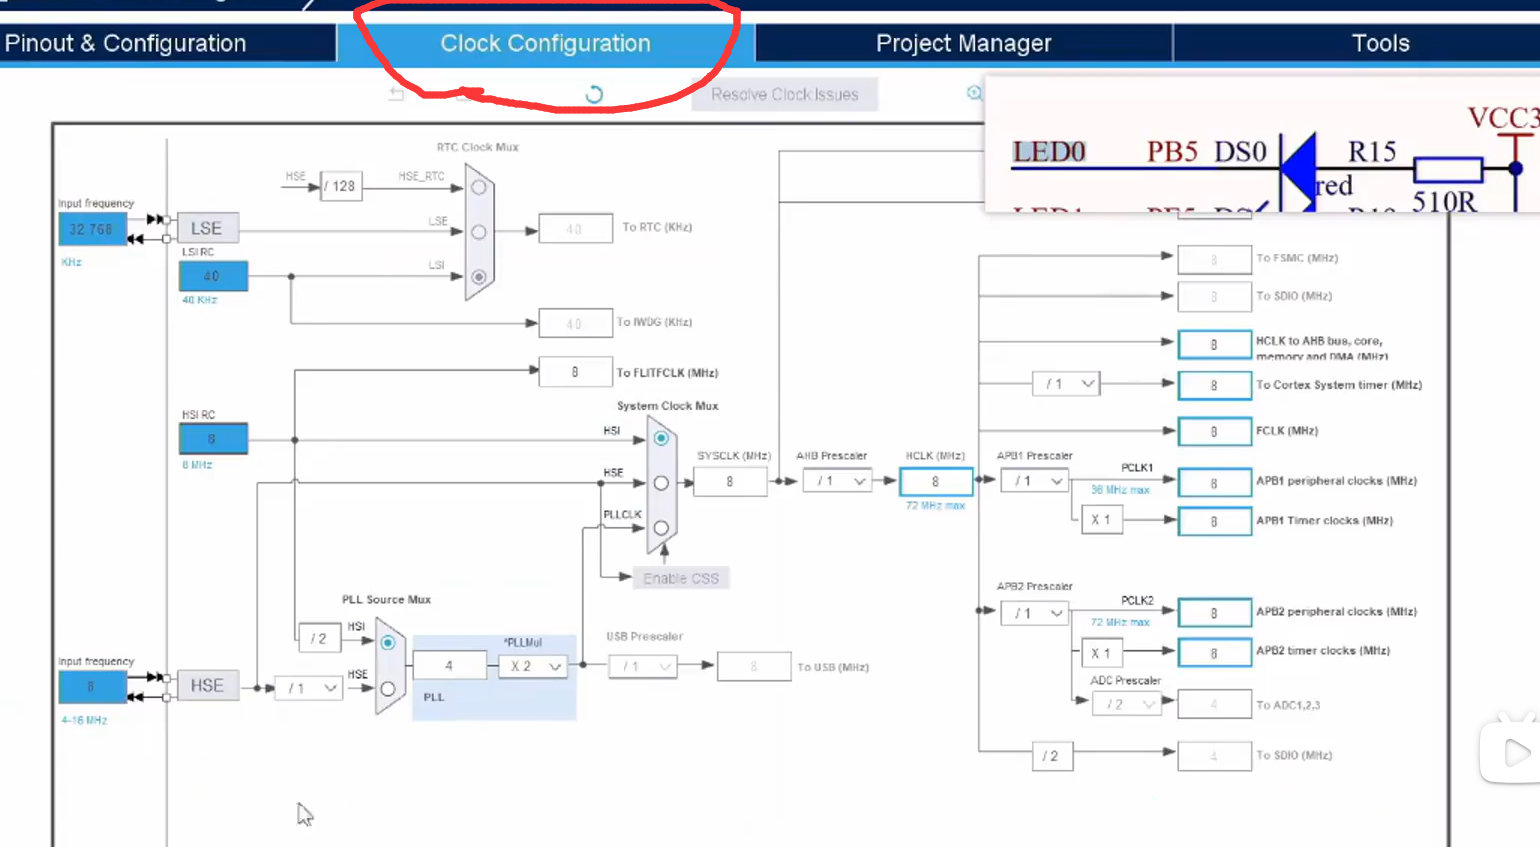 Pinout & Configuration
Clock Configuration
Project Manager
Tools
Resolve Clock Issues
VCC3
LED0 PB5 DS0 R15
red
510R
RTC Clock Mux
HSE
/ 128
HSE_RTC
Input frequency
32.768
KHz
LSE
LSE
40
To RTC (KHz)
LSI RC
40
40 KHz
LSI
40
To IWDG (KHz)
8
To FLITFCLK (MHz)
8
To FSMC (MHz)
8
To SDIO (MHz)
8
HCLK to AHB bus, core,
memory and DMA (MHz)
/ 1
8
To Cortex System timer (MHz)
8
FCLK (MHz)
System Clock Mux
HSI RC
8
8 MHz
HSI
HSE
PLLCLK
SYSCLK (MHz)
8
AHB Prescaler
/ 1
HCLK (MHz)
8
72 MHz max
APB1 Prescaler
/ 1
PCLK1
36 MHz max
8
APB1 peripheral clocks (MHz)
X 1
8
APB1 Timer clocks (MHz)
Enable CSS
APB2 Prescaler
/ 1
PCLK2
72 MHz max
8
APB2 peripheral clocks (MHz)
X 1
8
APB2 timer clocks (MHz)
ADC Prescaler
/ 2
4
To ADC1,2,3
/ 2
4
To SDIO (MHz)
PLL Source Mux
/ 2
HSI
HSE
*PLLMul
4
X 2
PLL
USB Prescaler
/ 1
8
To USB (MHz)
Input frequency
8
4-16 MHz
HSE
/ 1